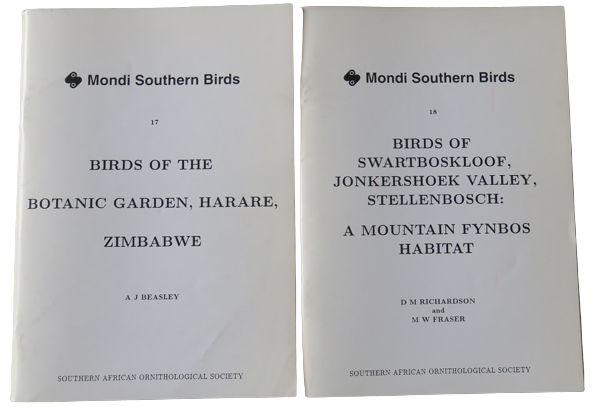 Mondi Southern Birds
17
BIRDS OF THE
BOTANIC GARDEN, HARARE,
ZIMBABWE
A J BEASLEY
SOUTHERN AFRICAN ORNITHOLOGICAL SOCIETY
Mondi Southern Birds
18
BIRDS OF
SWARTBOSKLOOF,
JONKERSHOEK VALLEY,
STELLENBOSCH:
A MOUNTAIN FYNBOS
HABITAT
D M RICHARDSON
and
M W FRASER
SOUTHERN AFRICAN ORNITHOLOGICAL SOCIETY